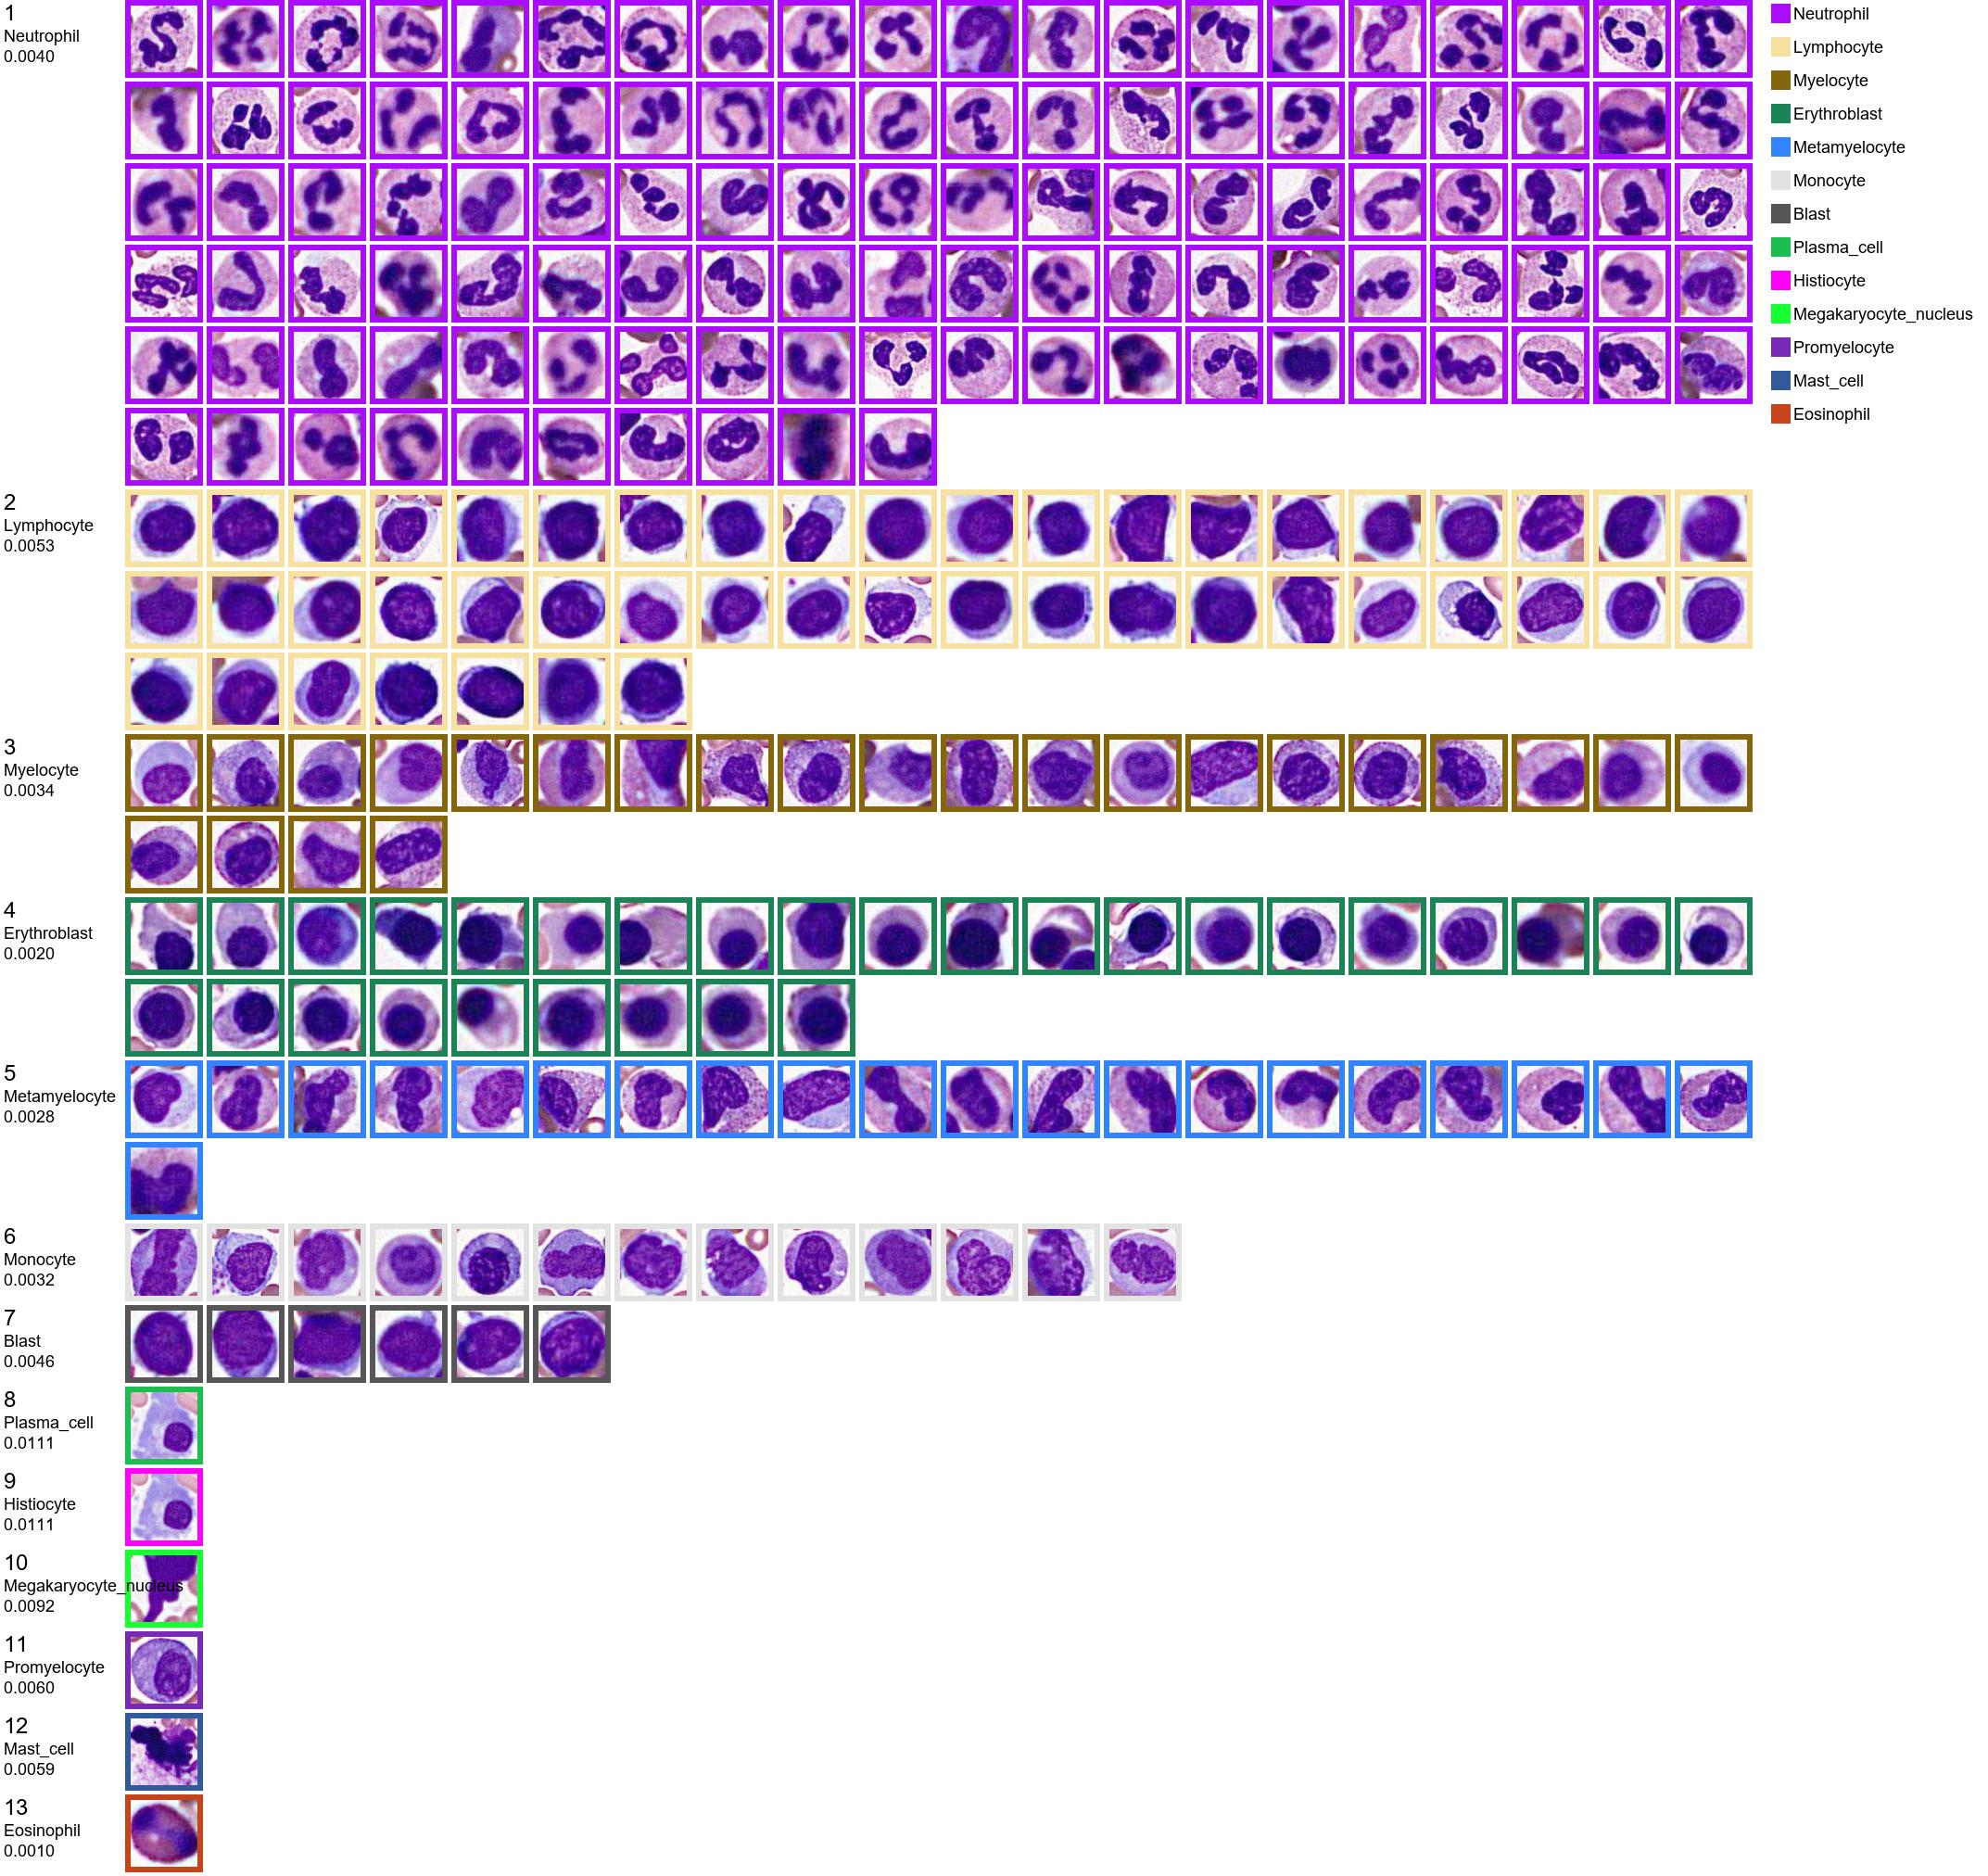 1
Neutrophil
0.0040
2
Lymphocyte
0.0053
3
Myelocyte
0.0034
4
Erythroblast
0.0020
5
Metamyelocyte
0.0028
6
Monocyte
0.0032
7
Blast
0.0046
8
Plasma_cell
0.0111
9
Histiocyte
0.0111
10
Megakaryocyte_nucleus
0.0092
11
Promyelocyte
0.0060
12
Mast_cell
0.0059
13
Eosinophil
0.0010
Neutrophil
Lymphocyte
Myelocyte
Erythroblast
Metamyelocyte
Monocyte
Blast
Plasma_cell
Histiocyte
Megakaryocyte_nucleus
Promyelocyte
Mast_cell
Eosinophil